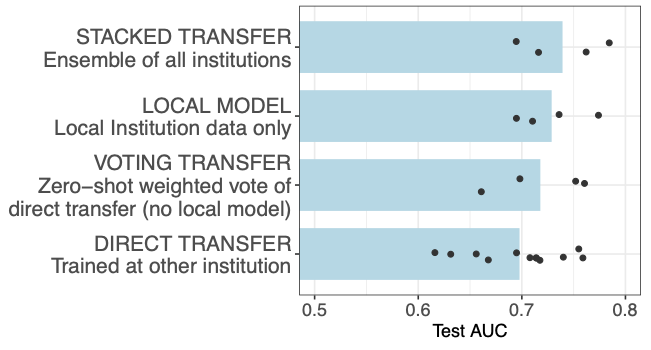 STACKED TRANSFER
Ensemble of all institutions
LOCAL MODEL
Local Institution data only
VOTING TRANSFER
Zero−shot weighted vote of
direct transfer (no local model)
DIRECT TRANSFER
Trained at other institution
0.5 0.6 0.7 0.8
Test AUC